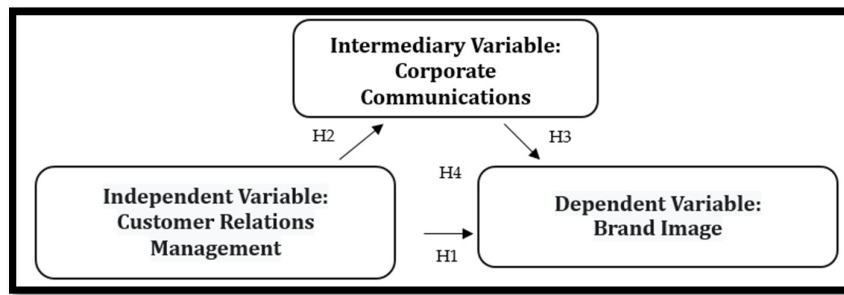 Intermediary Variable:
Corporate
Communications
H2
H3
H4
Independent Variable:
Customer Relations
Management
Dependent Variable:
Brand Image
H1